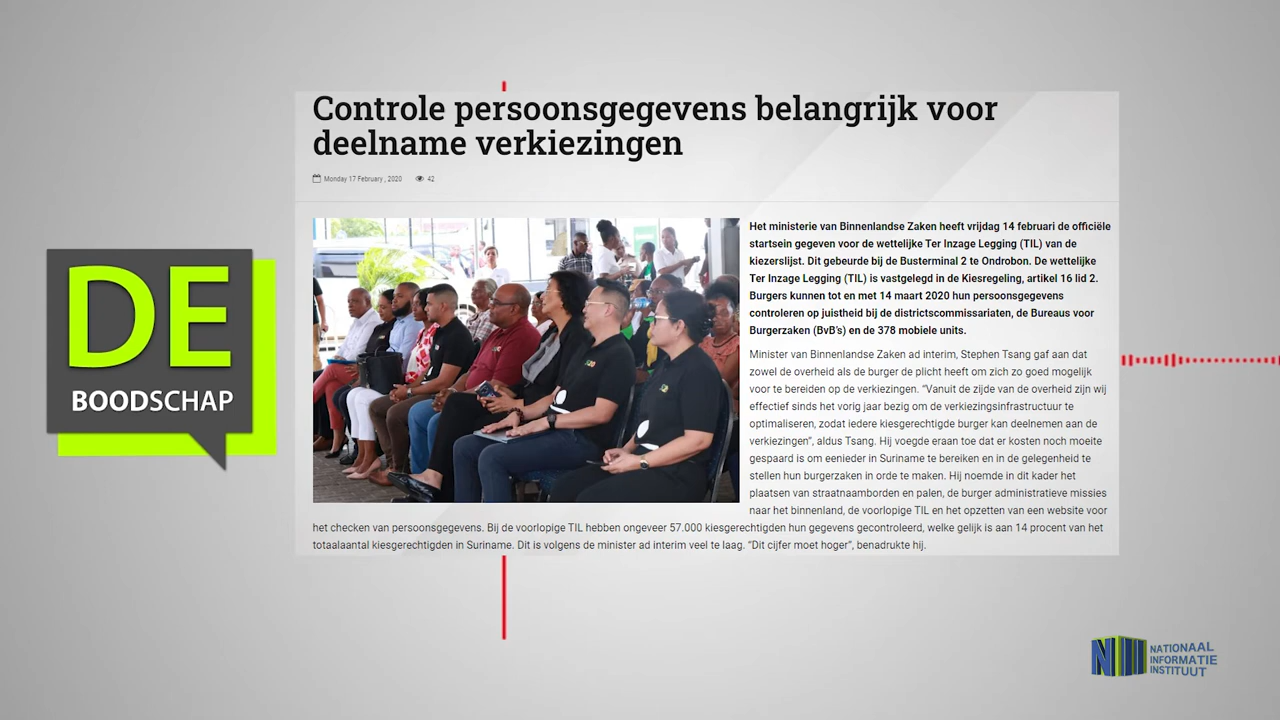 Controle persoonsgegevens belangrijk voor
deelname verkiezingen
Monday 17 February , 2020 42
Het ministerie van Binnenlandse Zaken heeft vrijdag 14 februari de officiële
startsein gegeven voor de wettelijke Ter Inzage Legging (TIL) van de
kiezerslijst. Dit gebeurde bij de Busterminal 2 te Ondrobon. De wettelijke
Ter Inzage Legging (TIL) is vastgelegd in de Kiesregeling, artikel 16 lid 2.
Burgers kunnen tot en met 14 maart 2020 hun persoonsgegevens
controleren op juistheid bij de districtscommissariaten, de Bureaus voor
Burgerzaken (BvB's) en de 378 mobiele units.
Minister van Binnenlandse Zaken ad interim, Stephen Tsang gaf aan dat
zowel de overheid als de burger de plicht heeft om zich zo goed mogelijk
voor te bereiden op de verkiezingen. "Vanuit de zijde van de overheid zijn wij
effectief sinds het vorig jaar bezig om de verkiezingsinfrastructuur te
optimaliseren, zodat iedere kiesgerechtigde burger kan deelnemen aan de
verkiezingen", aldus Tsang. Hij voegde eraan toe dat er kosten noch moeite
gespaard is om eenieder in Suriname te bereiken en in de gelegenheid te
stellen hun burgerzaken in orde te maken. Hij noemde in dit kader het
plaatsen van straatnaamborden en palen, de burger administratieve missies
naar het binnenland, de voorlopige TIL en het opzetten van een website voor
het checken van persoonsgegevens. Bij de voorlopige TIL hebben ongeveer 57.000 kiesgerechtigden hun gegevens gecontroleerd, welke gelijk is aan 14 procent van het
totaalaantal kiesgerechtigden in Suriname. Dit is volgens de minister ad interim veel te laag. "Dit cijfer moet hoger", benadrukte hij.
DE
BOODSCHAP
NATIONAAL
INFORMATIE
INSTITUUT